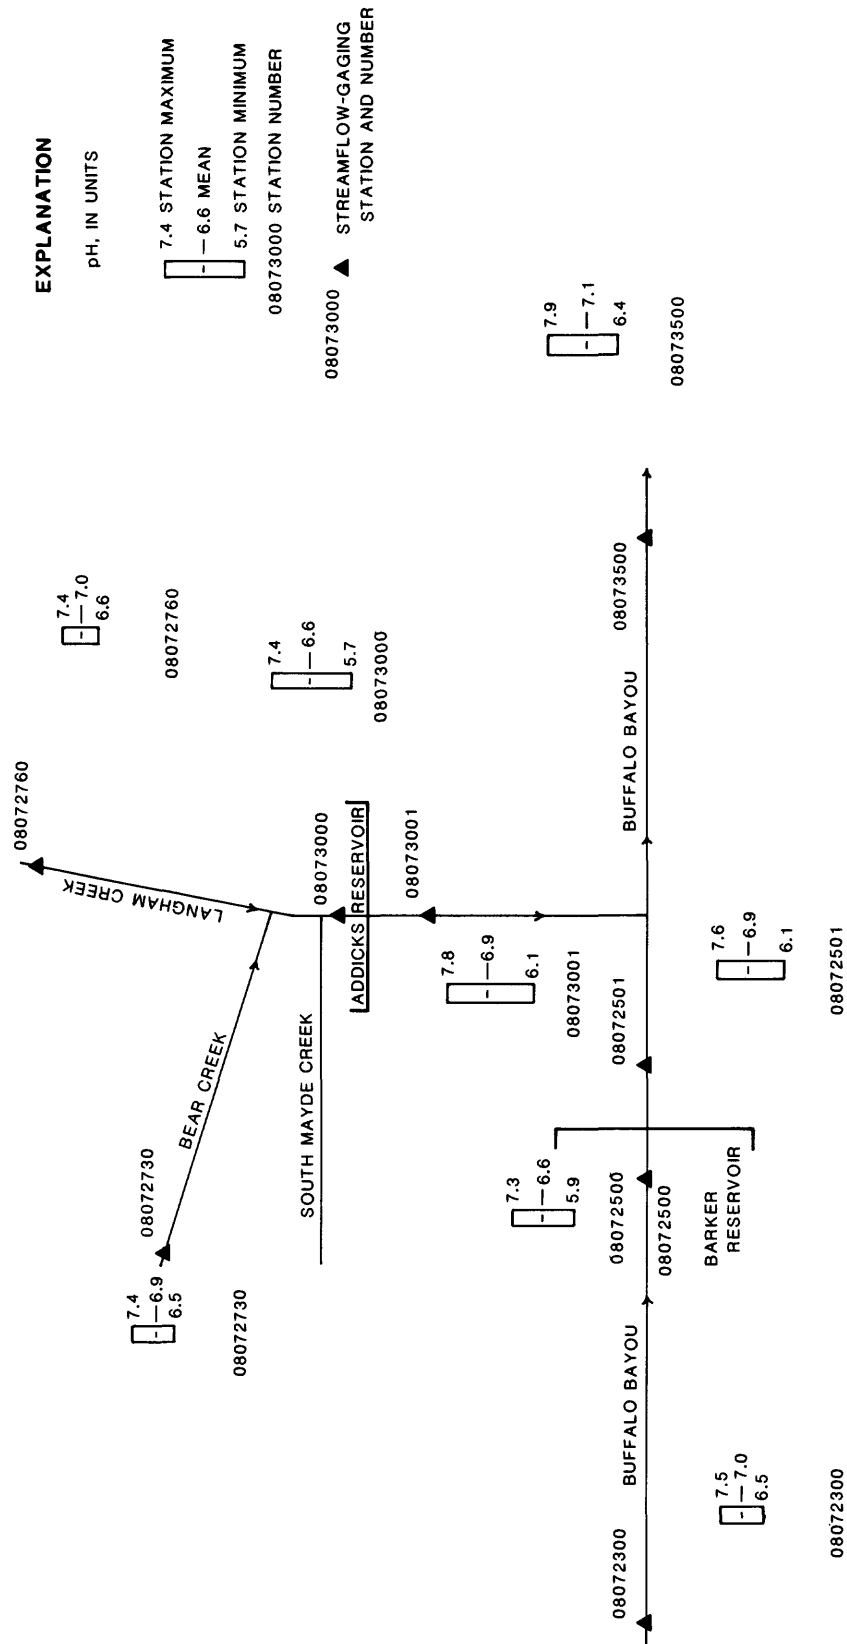 EXPLANATION
pH, IN UNITS
7.4 STATION MAXIMUM
— 6.6 MEAN
5.7 STATION MINIMUM
08073000 STATION NUMBER
08073000 ▲ STREAMFLOW-GAGING
STATION AND NUMBER
08072760
7.4
— 7.0
6.6
08072760
LANGHAM CREEK
08072730
7.4
— 6.9
6.5
08072730
BEAR CREEK
SOUTH MAYDE CREEK
08073000
7.4
— 6.6
5.7
08073000
ADDICKS RESERVOIR
08073001
7.8
— 6.9
6.1
08073001
08072300
BUFFALO BAYOU
7.5
— 7.0
6.5
08072300
7.3
— 6.6
5.9
08072500
08072500
BARKER
RESERVOIR
08072501
7.6
— 6.9
6.1
08072501
BUFFALO BAYOU
08073500
7.9
— 7.1
6.4
08073500